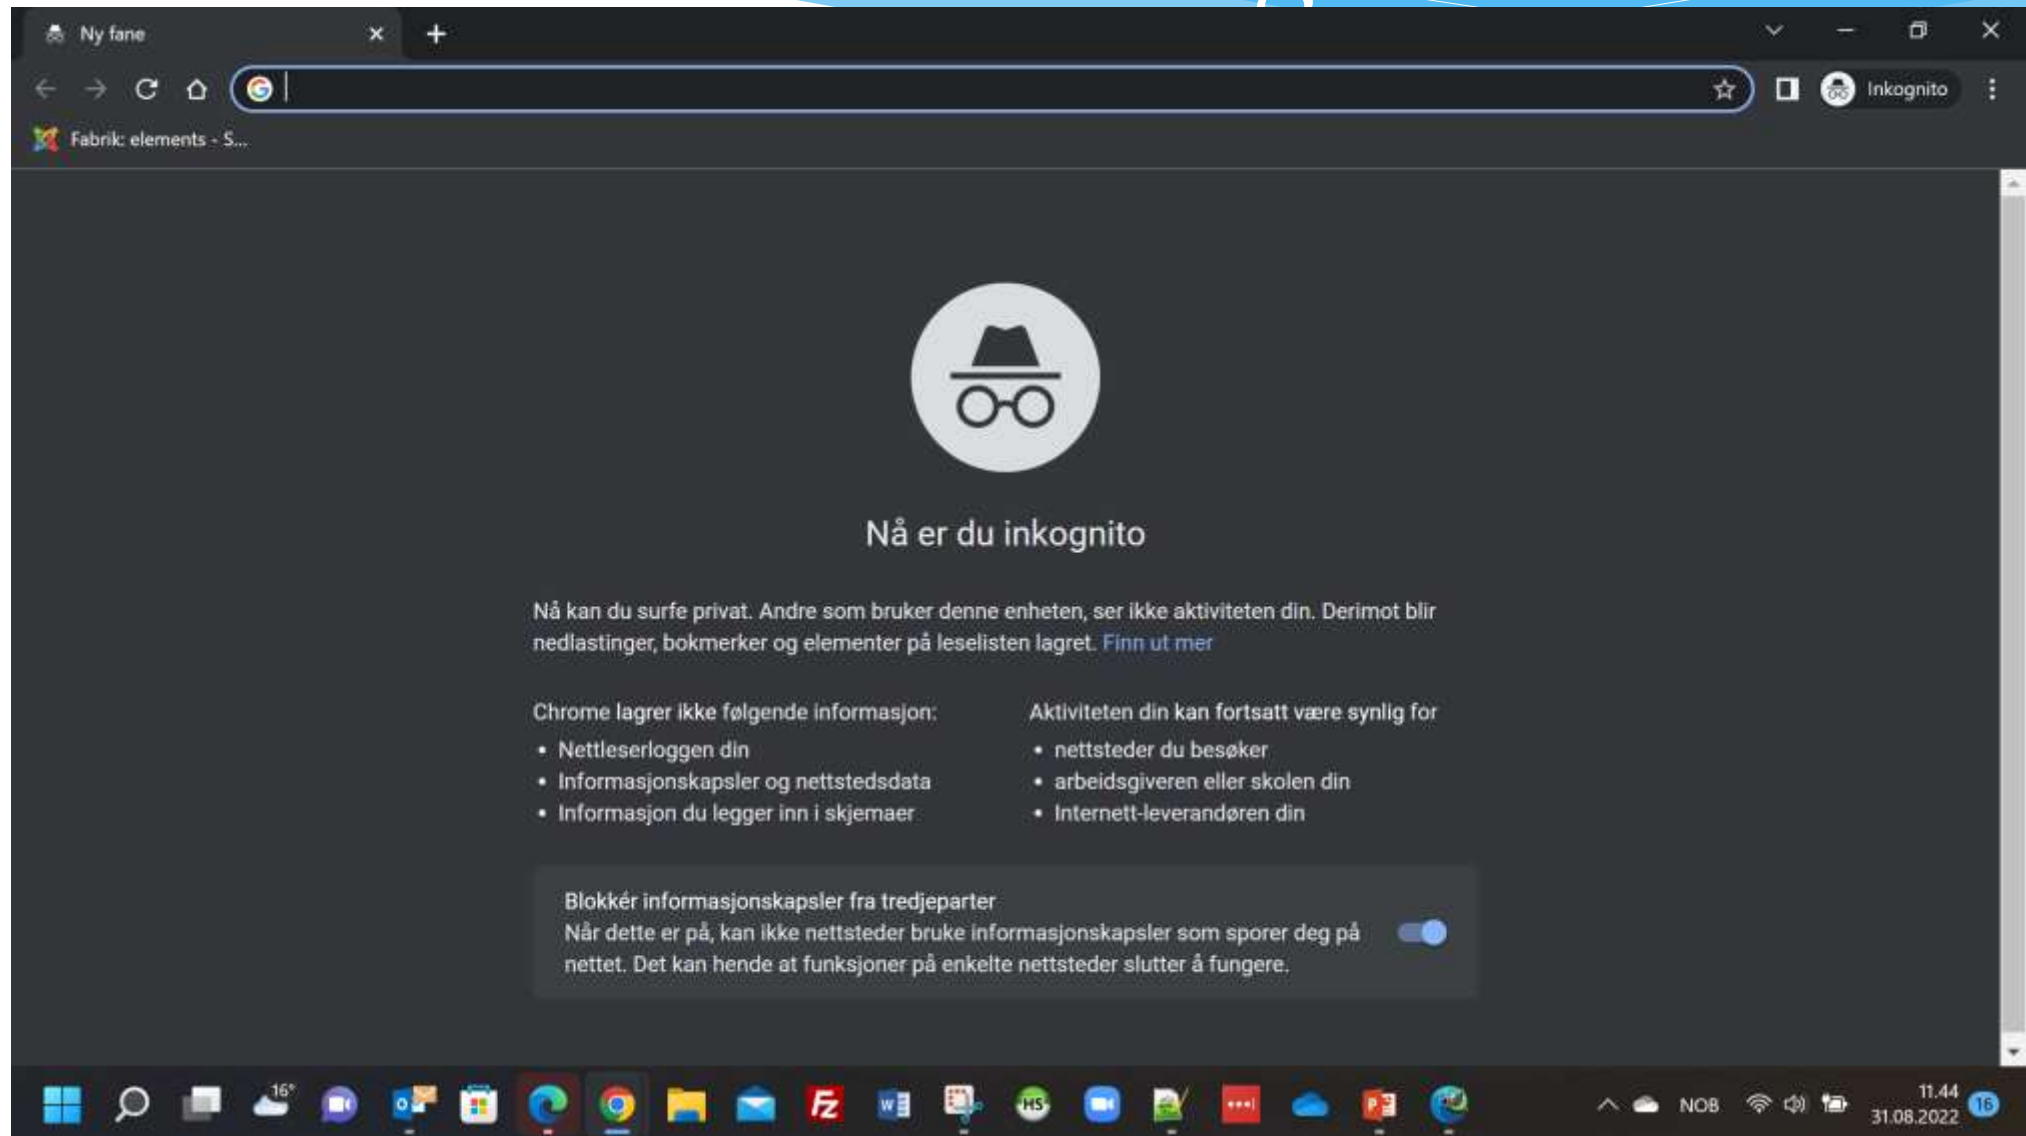 Ny fane
Inkognito
Fabrik: elements - S...
Nå er du inkognito
Nå kan du surfe privat. Andre som bruker denne enheten, ser ikke aktiviteten din. Derimot blir
nedlastinger, bokmerker og elementer på leselisten lagret. Finn ut mer
Chrome lagrer ikke følgende informasjon:
• Nettleserloggen din
• Informasjonskapsler og nettstedsdata
• Informasjon du legger inn i skjemaer
Aktiviteten din kan fortsatt være synlig for
• nettsteder du besøker
• arbeidsgiveren eller skolen din
• Internett-leverandøren din
Blokkér informasjonskapsler fra tredjeparter
Når dette er på, kan ikke nettsteder bruke informasjonskapsler som sporer deg på
nettet. Det kan hende at funksjoner på enkelte nettsteder slutter å fungere.
16°
HS
NOB
11.44
31.08.2022
16